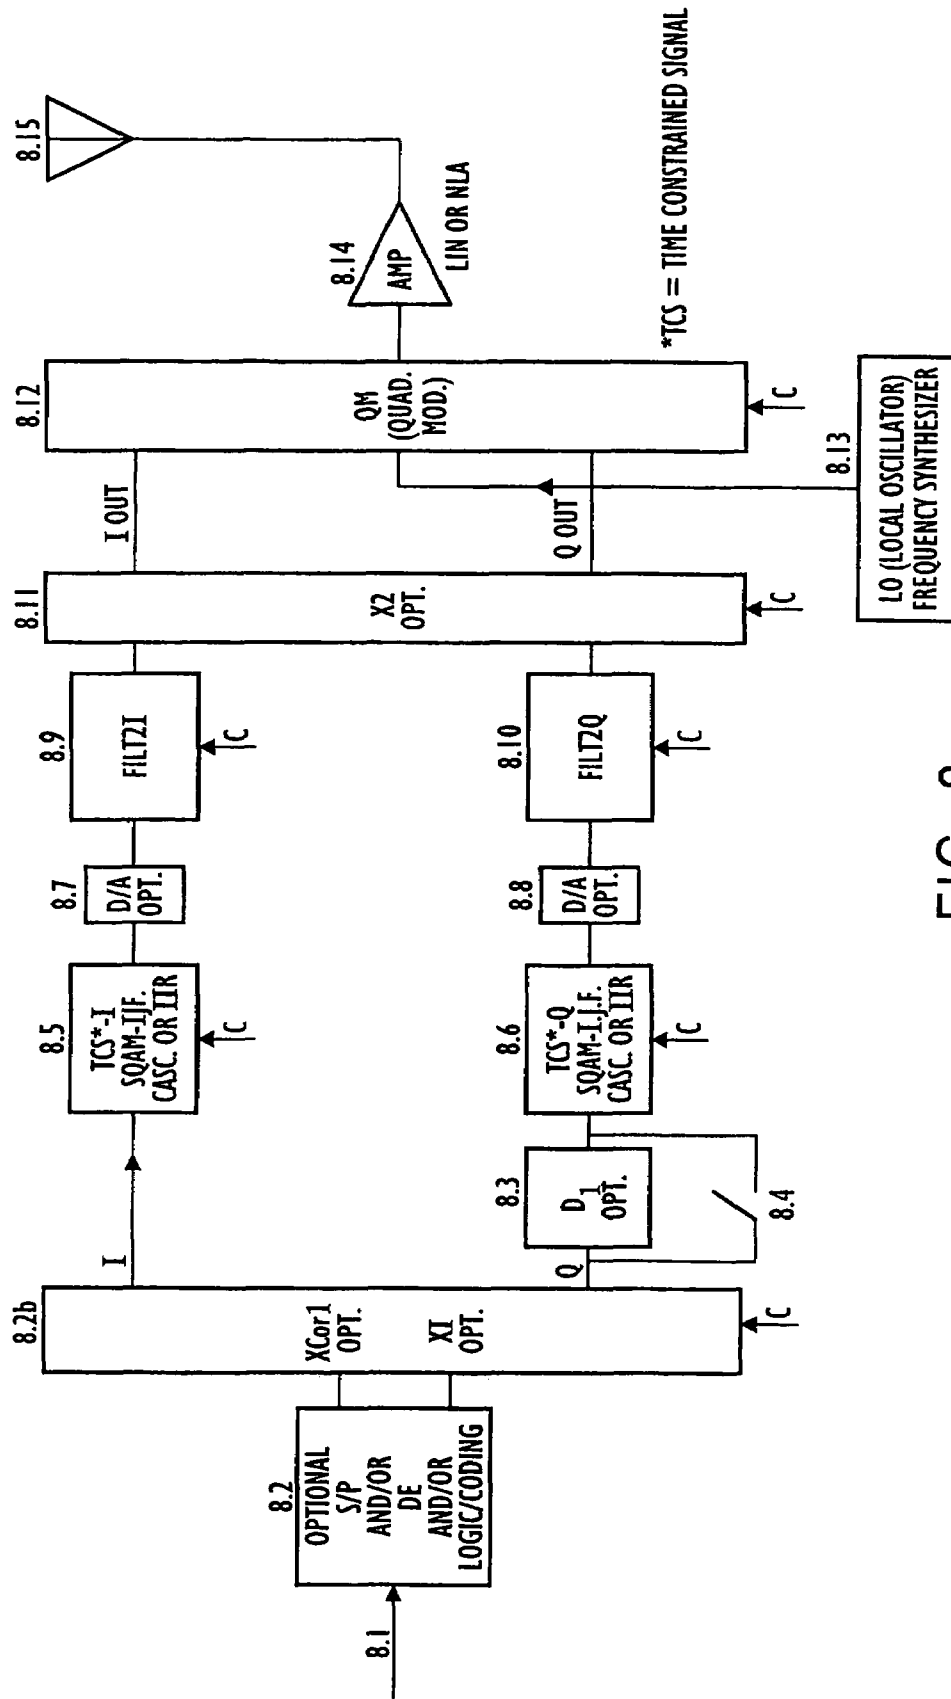 8.1
8.2
OPTIONAL
S/P
AND/OR
DE
AND/OR
LOGIC/CODING
8.2b
XCor1
OPT.
XI
OPT.
C
I
Q
8.3
D1
OPT.
8.4
8.5
TCS*-I
SQAM-IJF.
CASC. OR IIR
C
8.6
TCS*-Q
SQAM-I.J.F.
CASC. OR IIR
C
8.7
D/A
OPT.
8.8
D/A
OPT.
8.9
FILT2I
C
8.10
FILT2Q
C
8.11
X2
OPT.
C
I OUT
Q OUT
8.12
QM
(QUAD.
MOD.)
C
8.13
LO (LOCAL OSCILLATOR)
FREQUENCY SYNTHESIZER
8.14
AMP
LIN OR NLA
8.15
*TCS = TIME CONSTRAINED SIGNAL